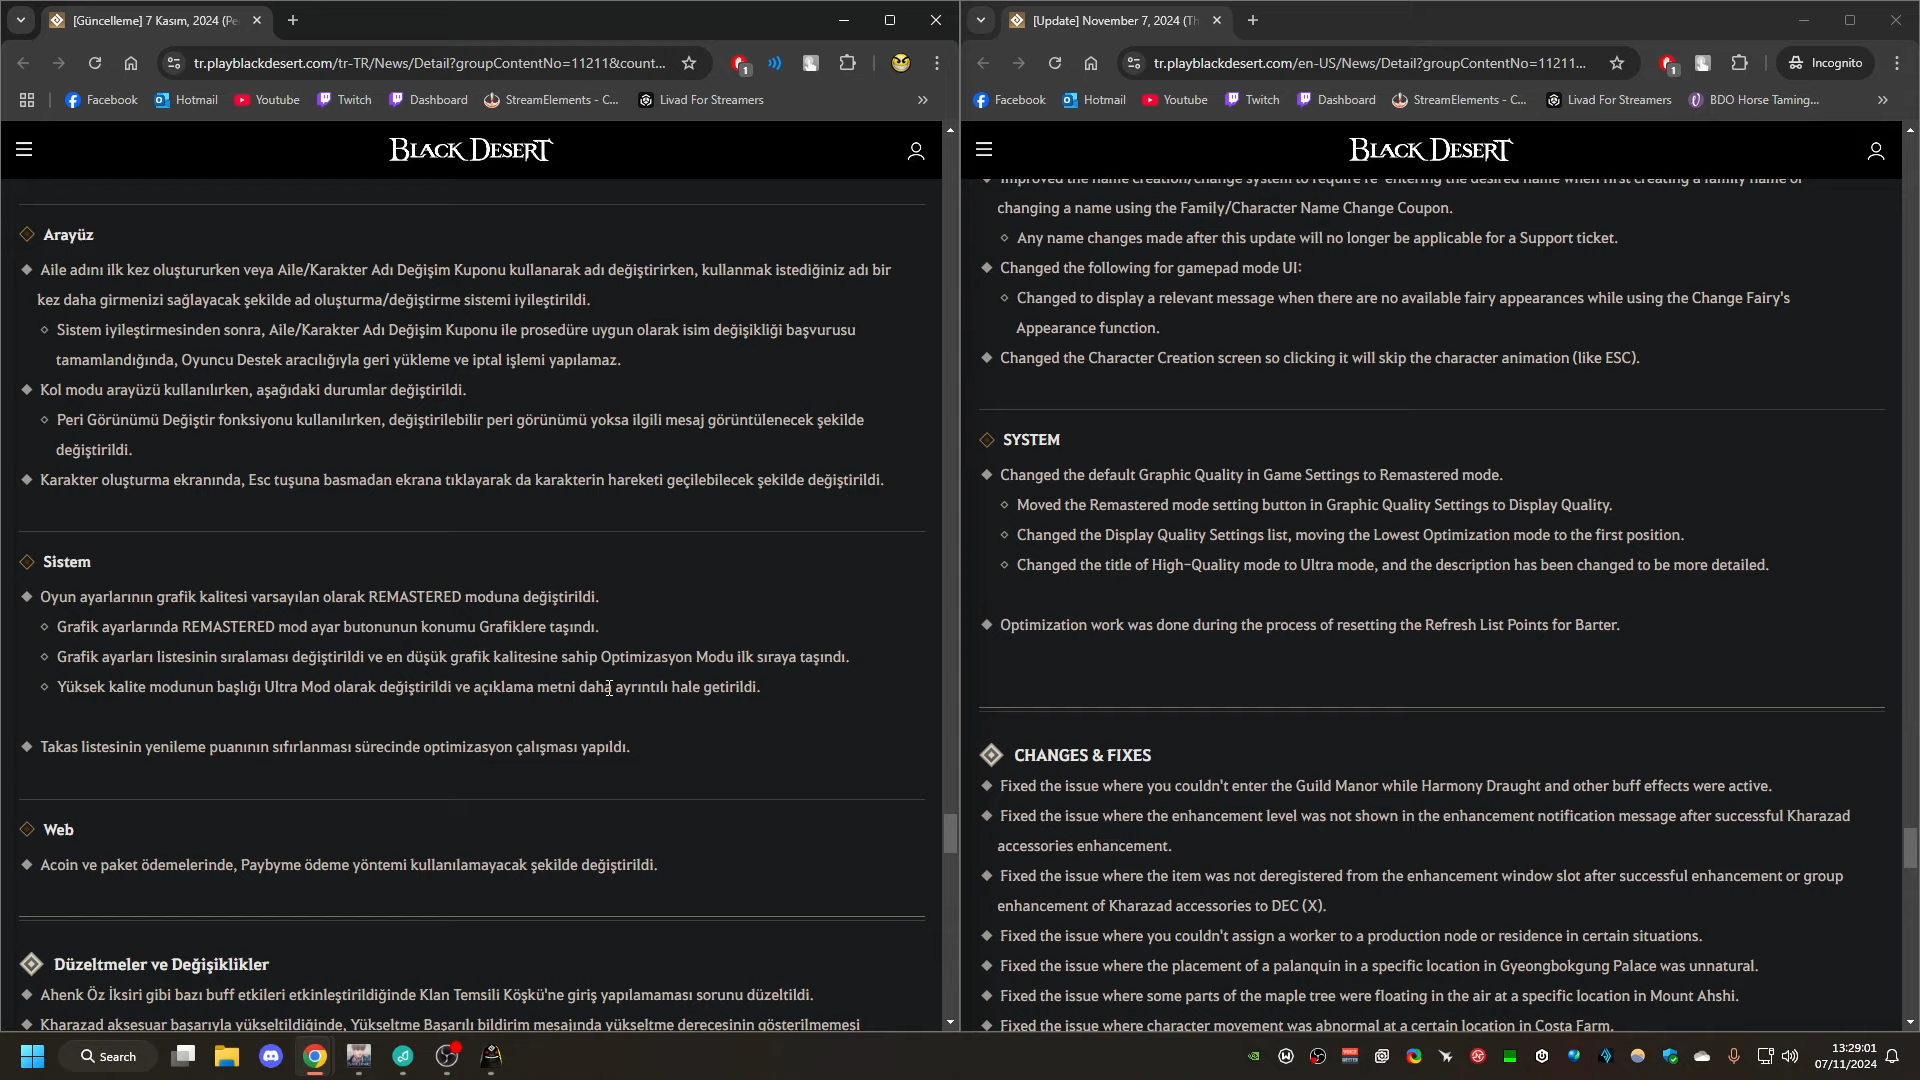 [Güncelleme] 7 Kasım, 2024 (Pe
tr.playblackdesert.com/tr-TR/News/Detail?groupContentNo=11211&count...
1
Facebook
Hotmail
Youtube
Twitch
Dashboard
StreamElements - C...
Livad For Streamers
BLACK DESERT
Arayüz
Aile adını ilk kez oluştururken veya Aile/Karakter Adı Değişim Kuponu kullanarak adı değiştirirken, kullanmak istediğiniz adı bir
kez daha girmenizi sağlayacak şekilde ad oluşturma/değiştirme sistemi iyileştirildi.
Sistem iyileştirmesinden sonra, Aile/Karakter Adı Değişim Kuponu ile prosedüre uygun olarak isim değişikliği başvurusu
tamamlandığında, Oyuncu Destek aracılığıyla geri yükleme ve iptal işlemi yapılamaz.
Kol modu arayüzü kullanılırken, aşağıdaki durumlar değiştirildi.
Peri Görünümü Değiştir fonksiyonu kullanılırken, değiştirilebilir peri görünümü yoksa ilgili mesaj görüntülenecek şekilde
değiştirildi.
Karakter oluşturma ekranında, Esc tuşuna basmadan ekrana tıklayarak da karakterin hareketi geçilebilecek şekilde değiştirildi.
Sistem
Oyun ayarlarının grafik kalitesi varsayılan olarak REMASTERED moduna değiştirildi.
Grafik ayarlarında REMASTERED mod ayar butonunun konumu Grafiklere taşındı.
Grafik ayarları listesinin sıralaması değiştirildi ve en düşük grafik kalitesine sahip Optimizasyon Modu ilk sıraya taşındı.
Yüksek kalite modunun başlığı Ultra Mod olarak değiştirildi ve açıklama metni daha ayrıntılı hale getirildi.
Takas listesinin yenileme puanının sıfırlanması sürecinde optimizasyon çalışması yapıldı.
Web
Acoin ve paket ödemelerinde, Paybyme ödeme yöntemi kullanılamayacak şekilde değiştirildi.
Düzeltmeler ve Değişiklikler
Ahenk Öz İksiri gibi bazı buff etkileri etkinleştirildiğinde Klan Temsili Köşkü'ne giriş yapılamaması sorunu düzeltildi.
Kharazad aksesuar başarıyla yükseltildiğinde, Yükseltme Başarılı bildirim mesajında yükseltme derecesinin gösterilmemesi
[Update] November 7, 2024 (Th
tr.playblackdesert.com/en-US/News/Detail?groupContentNo=11211...
1
Incognito
Facebook
Hotmail
Youtube
Twitch
Dashboard
StreamElements - C...
Livad For Streamers
BDO Horse Taming...
BLACK DESERT
Improved the name creation/change system to require re-entering the desired name when first creating a family name or
changing a name using the Family/Character Name Change Coupon.
Any name changes made after this update will no longer be applicable for a Support ticket.
Changed the following for gamepad mode UI:
Changed to display a relevant message when there are no available fairy appearances while using the Change Fairy's
Appearance function.
Changed the Character Creation screen so clicking it will skip the character animation (like ESC).
SYSTEM
Changed the default Graphic Quality in Game Settings to Remastered mode.
Moved the Remastered mode setting button in Graphic Quality Settings to Display Quality.
Changed the Display Quality Settings list, moving the Lowest Optimization mode to the first position.
Changed the title of High-Quality mode to Ultra mode, and the description has been changed to be more detailed.
Optimization work was done during the process of resetting the Refresh List Points for Barter.
CHANGES & FIXES
Fixed the issue where you couldn't enter the Guild Manor while Harmony Draught and other buff effects were active.
Fixed the issue where the enhancement level was not shown in the enhancement notification message after successful Kharazad
accessories enhancement.
Fixed the issue where the item was not deregistered from the enhancement window slot after successful enhancement or group
enhancement of Kharazad accessories to DEC (X).
Fixed the issue where you couldn't assign a worker to a production node or residence in certain situations.
Fixed the issue where the placement of a palanquin in a specific location in Gyeongbokgung Palace was unnatural.
Fixed the issue where some parts of the maple tree were floating in the air at a specific location in Mount Ahshi.
Fixed the issue where character movement was abnormal at a certain location in Costa Farm.
Search
13:29:01
07/11/2024